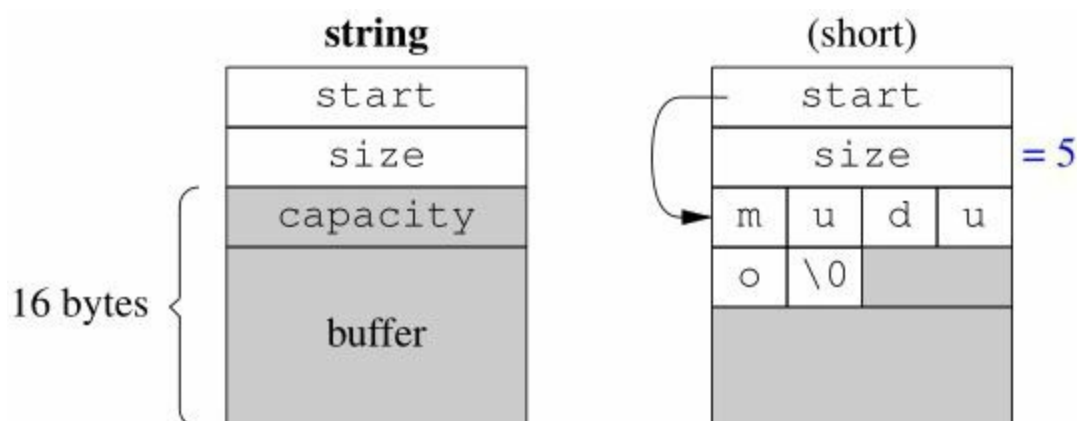 string
start
size
capacity
16 bytes
buffer
(short)
start
size = 5
m u d u
o \0